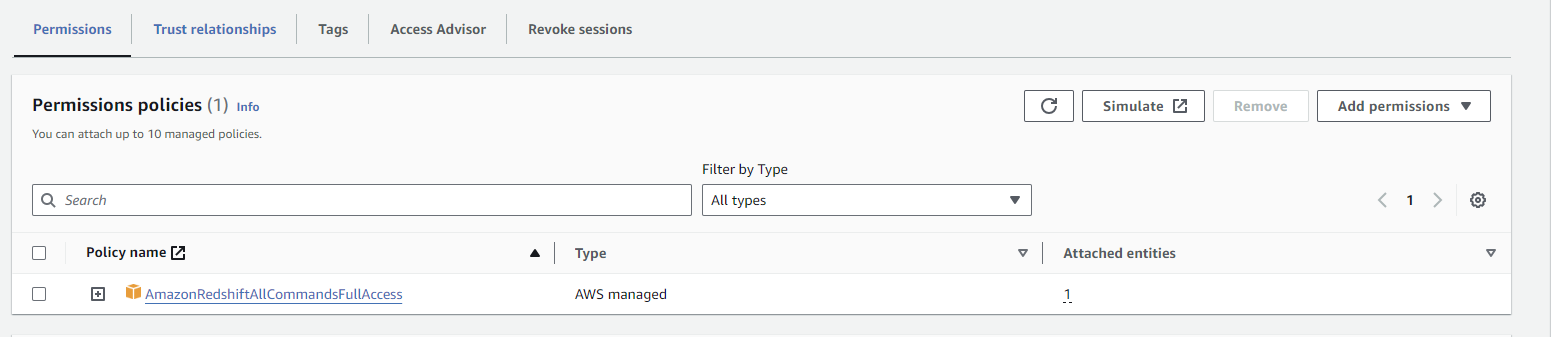 Permissions
Trust relationships
Tags
Access Advisor
Revoke sessions
Permissions policies (1) Info
Simulate
Remove
Add permissions
You can attach up to 10 managed policies.
Filter by Type
Search
All types
1
Policy name
Type
Attached entities
AmazonRedshiftAllCommandsFullAccess
AWS managed
1